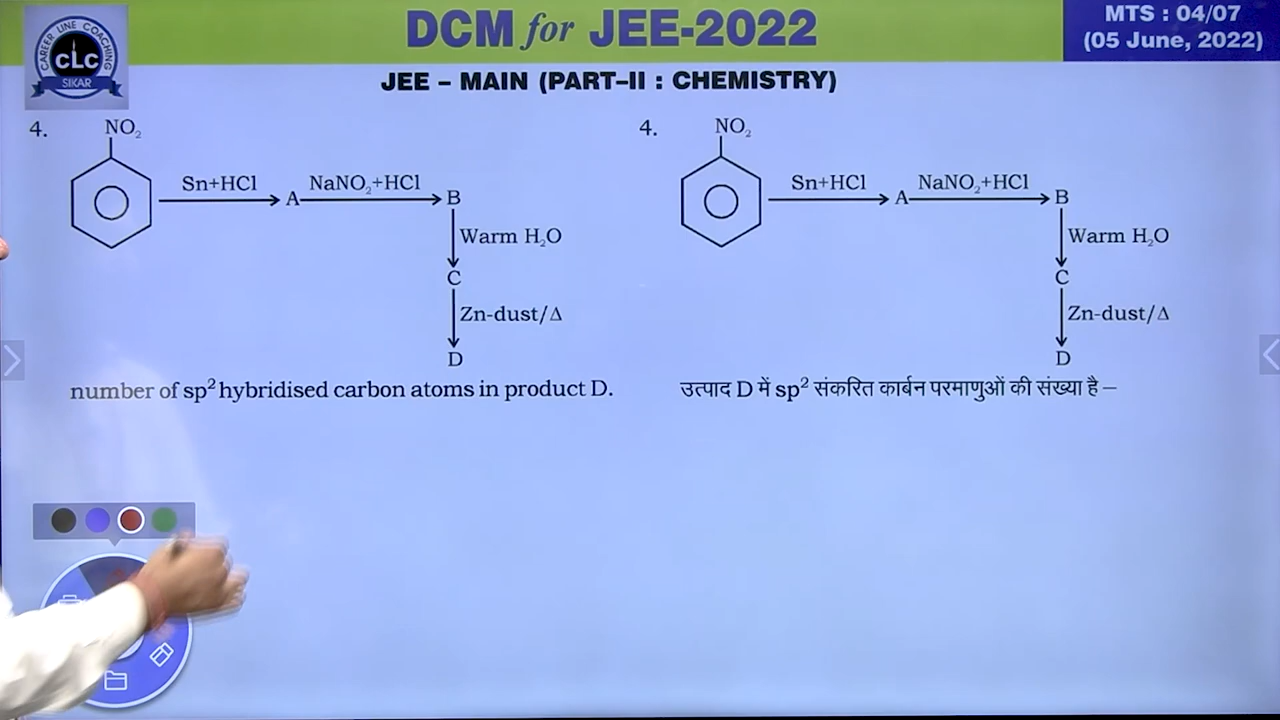 DCM for JEE-2022
MTS : 04/07
(05 June, 2022)
CAREER LINE COACHING
CLC
SIKAR
JEE – MAIN (PART–II : CHEMISTRY)
4.
NO₂
Sn+HCl
A
NaNO₂+HCl
B
Warm H₂O
C
Zn-dust/Δ
D
number of sp² hybridised carbon atoms in product D.
4.
NO₂
Sn+HCl
A
NaNO₂+HCl
B
Warm H₂O
C
Zn-dust/Δ
D
उत्पाद D में sp² संकरित कार्बन परमाणुओं की संख्या है –